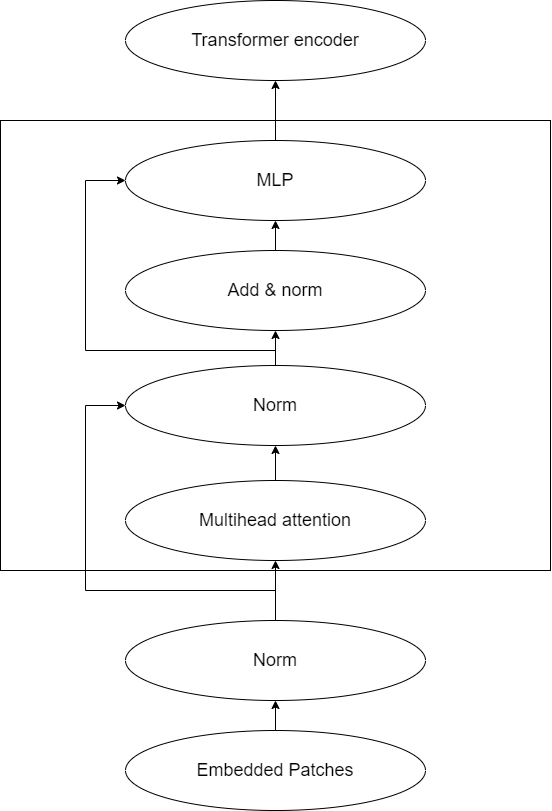 Transformer encoder
MLP
Add & norm
Norm
Multihead attention
Norm
Embedded Patches